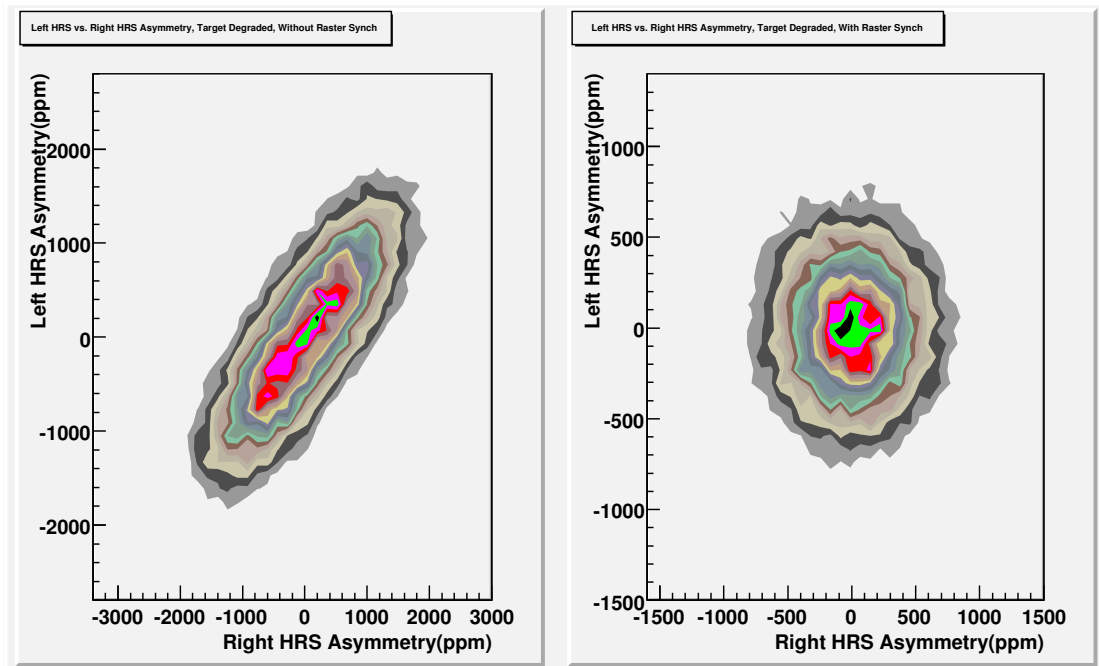 Left HRS vs. Right HRS Asymmetry, Target Degraded, Without Raster Synch
Left HRS Asymmetry(ppm)
2000
1000
0
-1000
-2000
-3000 -2000 -1000 0 1000 2000 3000
Right HRS Asymmetry(ppm)
Left HRS vs. Right HRS Asymmetry, Target Degraded, With Raster Synch
Left HRS Asymmetry(ppm)
1000
500
0
-500
-1000
-1500
-1500 -1000 -500 0 500 1000 1500
Right HRS Asymmetry(ppm)